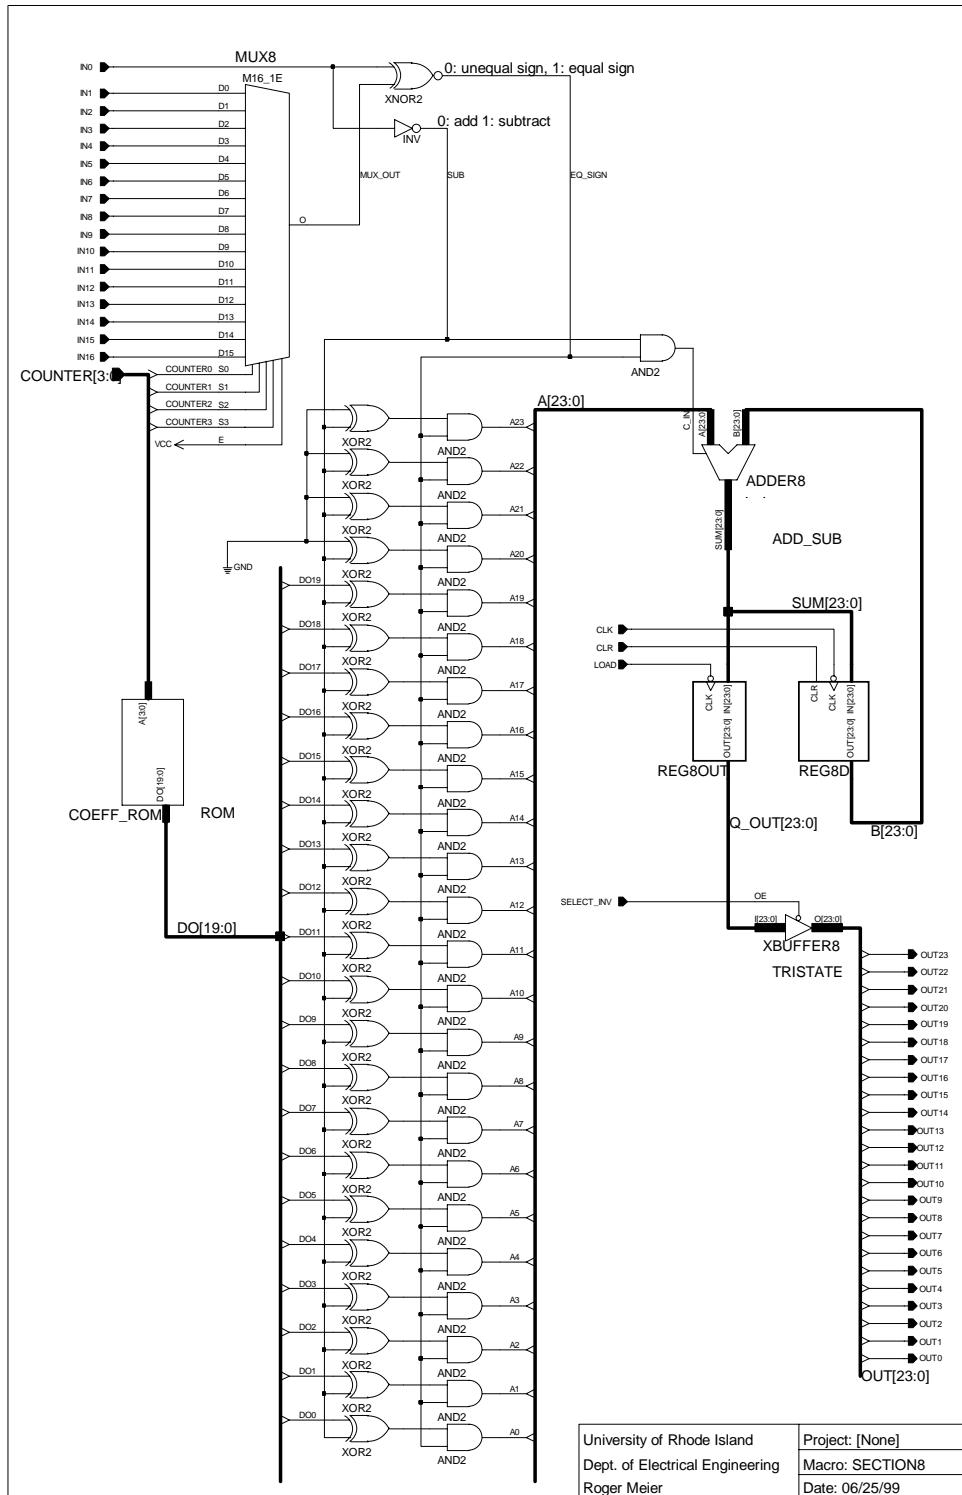 MUX8
M16_1E
IN0
0: unequal sign, 1: equal sign
XNOR2
0: add 1: subtract
INV
MUX_OUT
SUB
EQ_SIGN
IN1 D0
IN2 D1
IN3 D2
IN4 D3
IN5 D4
IN6 D5
IN7 D6
IN8 D7
IN9 D8
IN10 D9
IN11 D10
IN12 D11
IN13 D12
IN14 D13
IN15 D14
IN16 D15
O
COUNTER[3:0]
COUNTER0 S0
COUNTER1 S1
COUNTER2 S2
COUNTER3 S3
VCC E
AND2
A[23:0]
C_IN
A[23:0]
B[23:0]
ADDER8
SUM[23:0]
ADD_SUB
SUM[23:0]
CLK
CLR
LOAD
CLK
IN[23:0]
OUT[23:0]
REG8OUT
CLR
CLK
IN[23:0]
OUT[23:0]
REG8D
Q_OUT[23:0]
B[23:0]
SELECT_INV
OE
I[23:0]
O[23:0]
XBUFFER8
TRISTATE
GND
A[3:0]
DO[19:0]
COEFF_ROM
ROM
DO[19:0]
XOR2 AND2 A23
XOR2 AND2 A22
XOR2 AND2 A21
XOR2 AND2 A20
DO19 XOR2 AND2 A19
DO18 XOR2 AND2 A18
DO17 XOR2 AND2 A17
DO16 XOR2 AND2 A16
DO15 XOR2 AND2 A15
DO14 XOR2 AND2 A14
DO13 XOR2 AND2 A13
DO12 XOR2 AND2 A12
DO11 XOR2 AND2 A11
DO10 XOR2 AND2 A10
DO9 XOR2 AND2 A9
DO8 XOR2 AND2 A8
DO7 XOR2 AND2 A7
DO6 XOR2 AND2 A6
DO5 XOR2 AND2 A5
DO4 XOR2 AND2 A4
DO3 XOR2 AND2 A3
DO2 XOR2 AND2 A2
DO1 XOR2 AND2 A1
DO0 XOR2 AND2 A0
OUT23
OUT22
OUT21
OUT20
OUT19
OUT18
OUT17
OUT16
OUT15
OUT14
OUT13
OUT12
OUT11
OUT10
OUT9
OUT8
OUT7
OUT6
OUT5
OUT4
OUT3
OUT2
OUT1
OUT0
OUT[23:0]
University of Rhode Island
Dept. of Electrical Engineering
Roger Meier
Project: [None]
Macro: SECTION8
Date: 06/25/99